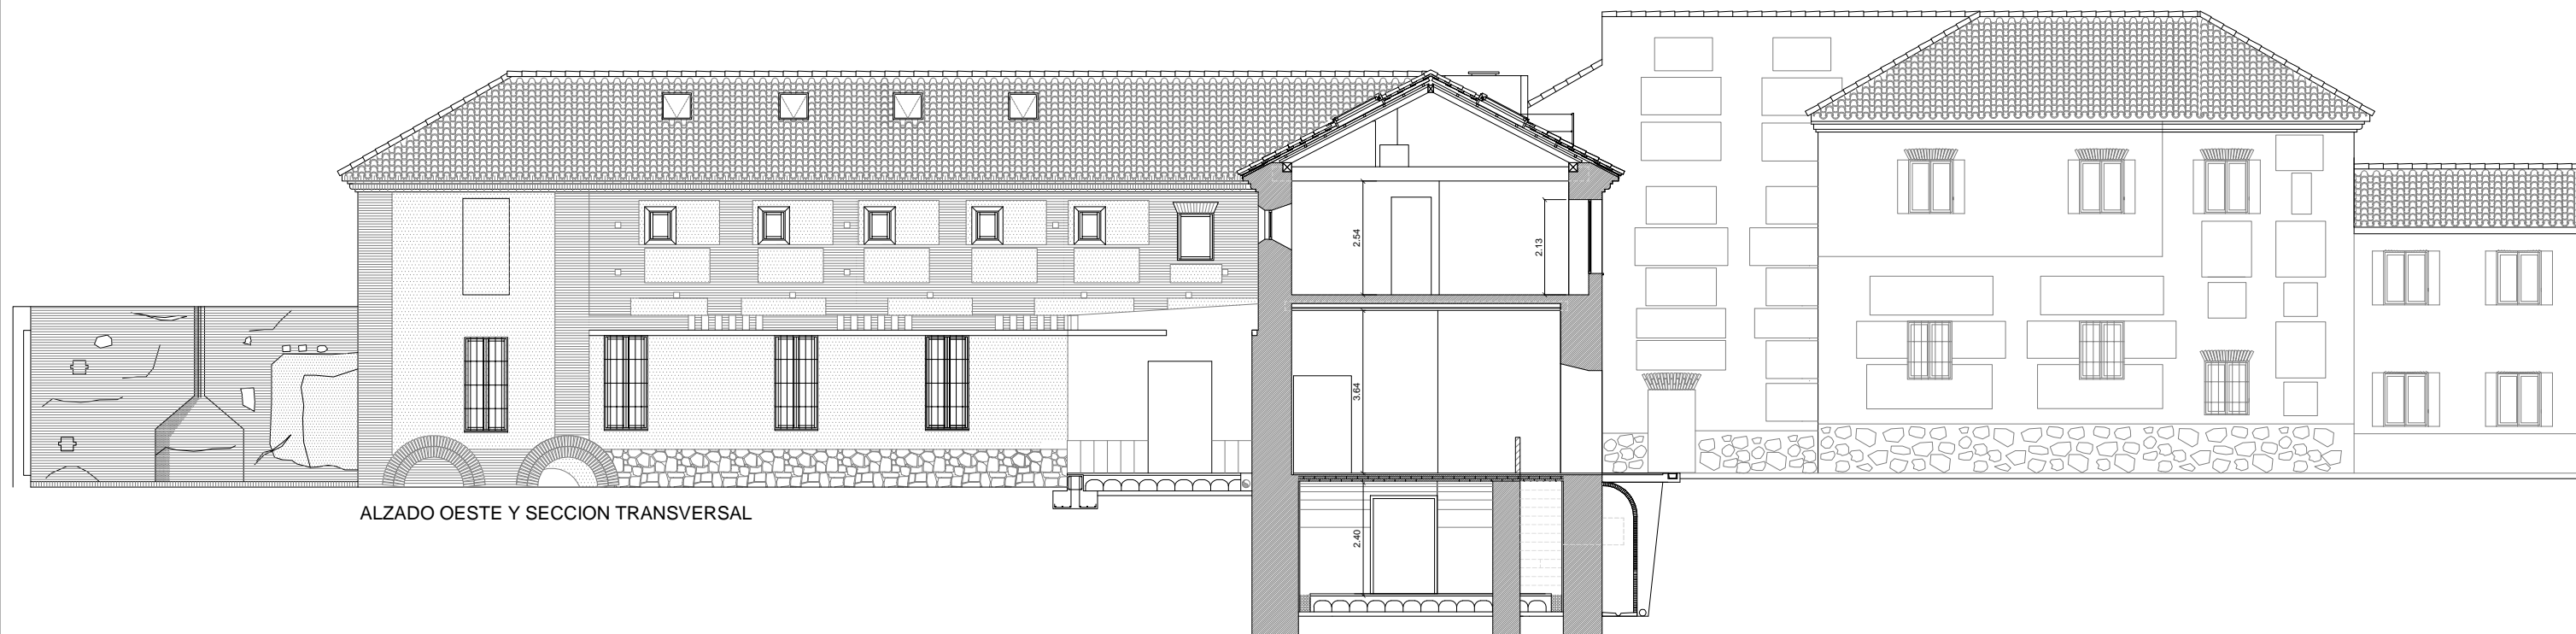 2.54
2.13
3.64
ALZADO OESTE Y SECCION TRANSVERSAL
2.40